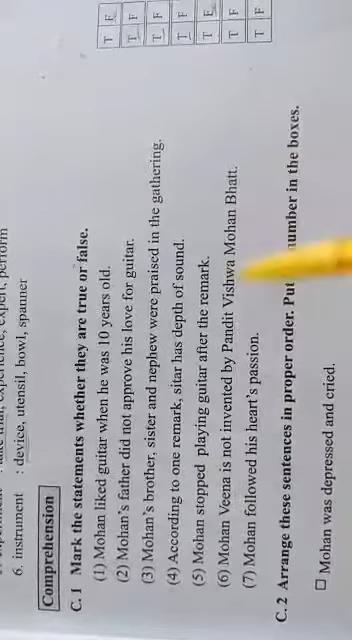 experience, expert, perform
6. instrument : device, utensil, bowl, spanner
Comprehension
C.1 Mark the statements whether they are true or false.
(1) Mohan liked guitar when he was 10 years old. T F
(2) Mohan's father did not approve his love for guitar. T F
(3) Mohan's brother, sister and nephew were praised in the gathering. T F
(4) According to one remark, sitar has depth of sound. T F
(5) Mohan stopped playing guitar after the remark. T F
(6) Mohan Veena is not invented by Pandit Vishwa Mohan Bhatt. T F
(7) Mohan followed his heart's passion. T F
C.2 Arrange these sentences in proper order. Put number in the boxes.
□ Mohan was depressed and cried.